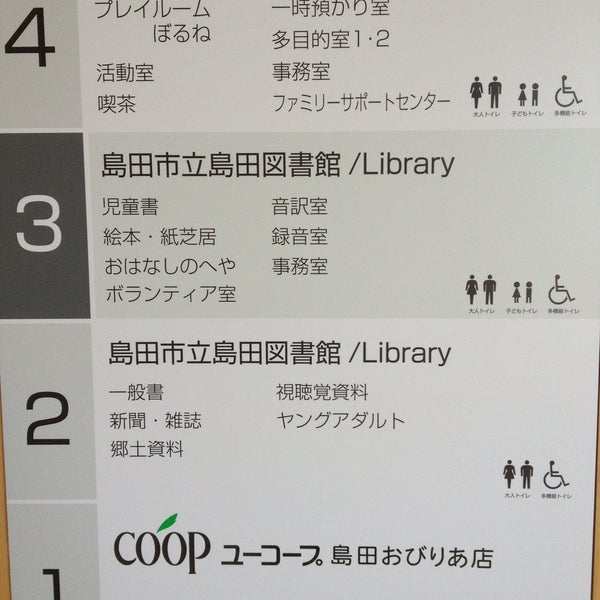 4
プレイルーム
ぼるね
活動室
喫茶
一時預かり室
多目的室1・2
事務室
ファミリーサポートセンター
大人トイレ 子どもトイレ 多機能トイレ
3
島田市立島田図書館 /Library
児童書
絵本・紙芝居
おはなしのへや
ボランティア室
音訳室
録音室
事務室
大人トイレ 子どもトイレ 多機能トイレ
2
島田市立島田図書館 /Library
一般書
新聞・雑誌
郷土資料
視聴覚資料
ヤングアダルト
大人トイレ 多機能トイレ
1
COOP ユーコープ 島田おびりあ店